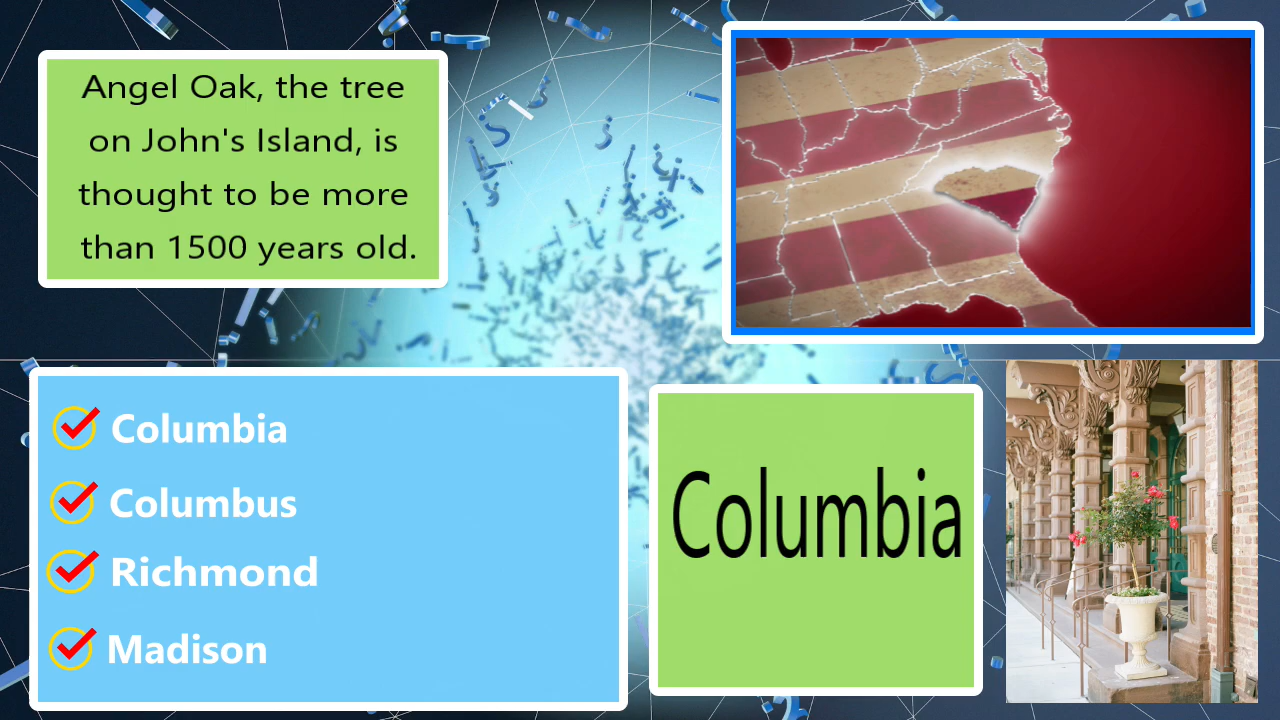 Angel Oak, the tree
on John's Island, is
thought to be more
than 1500 years old.
Columbia
Columbus
Richmond
Madison
Columbia